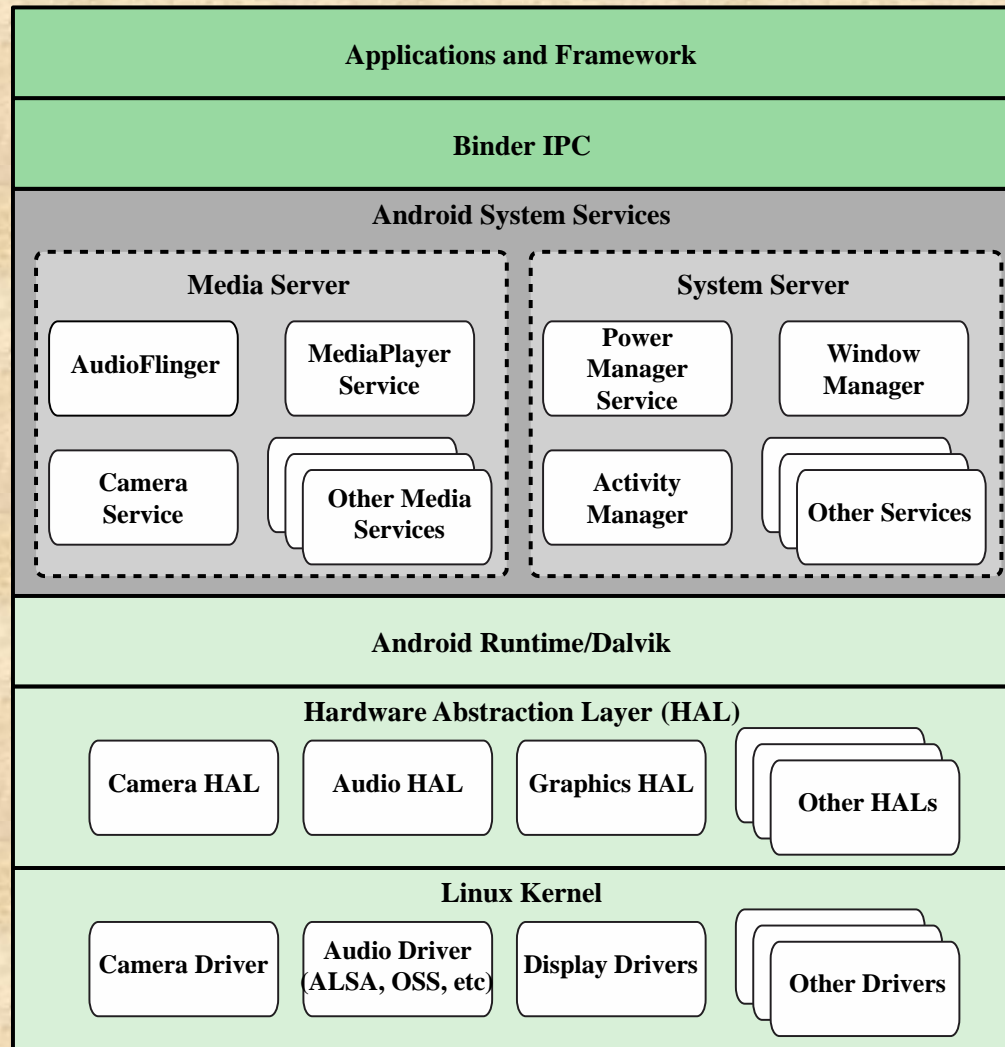 Applications and Framework
Binder IPC
Android System Services
Media Server
AudioFlinger
MediaPlayer
Service
Camera
Service
Other Media
Services
System Server
Power
Manager
Service
Window
Manager
Activity
Manager
Other Services
Android Runtime/Dalvik
Hardware Abstraction Layer (HAL)
Camera HAL
Audio HAL
Graphics HAL
Other HALs
Linux Kernel
Camera Driver
Audio Driver
(ALSA, OSS, etc)
Display Drivers
Other Drivers